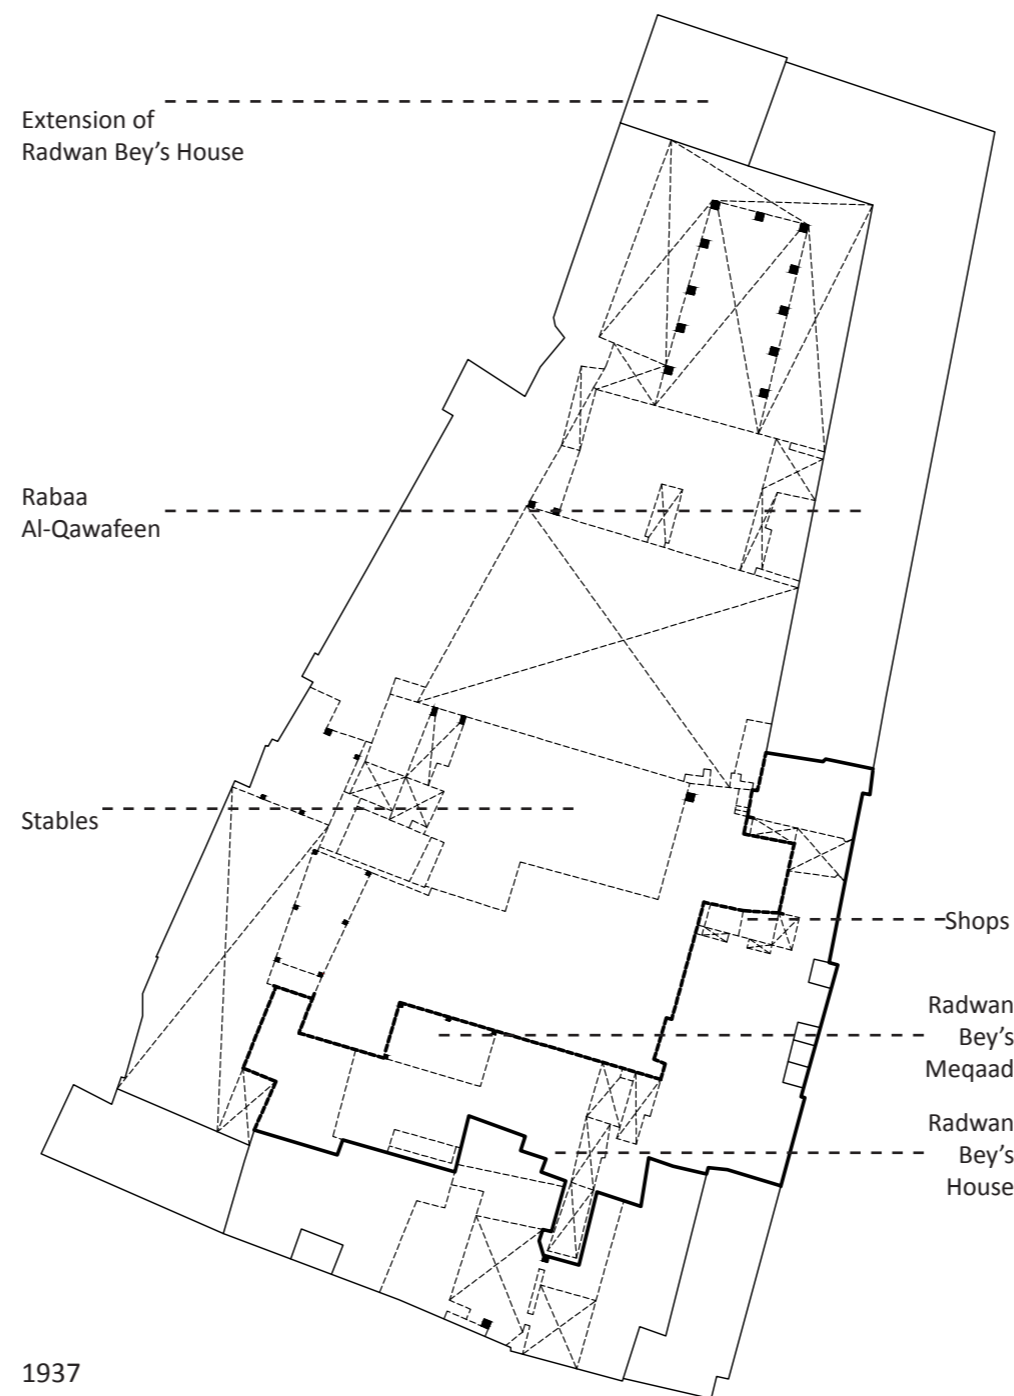 Extension of
Radwan Bey's House
Rabaa
Al-Qawafeen
Stables
Shops
Radwan
Bey's
Meqaad
Radwan
Bey's
House
1937